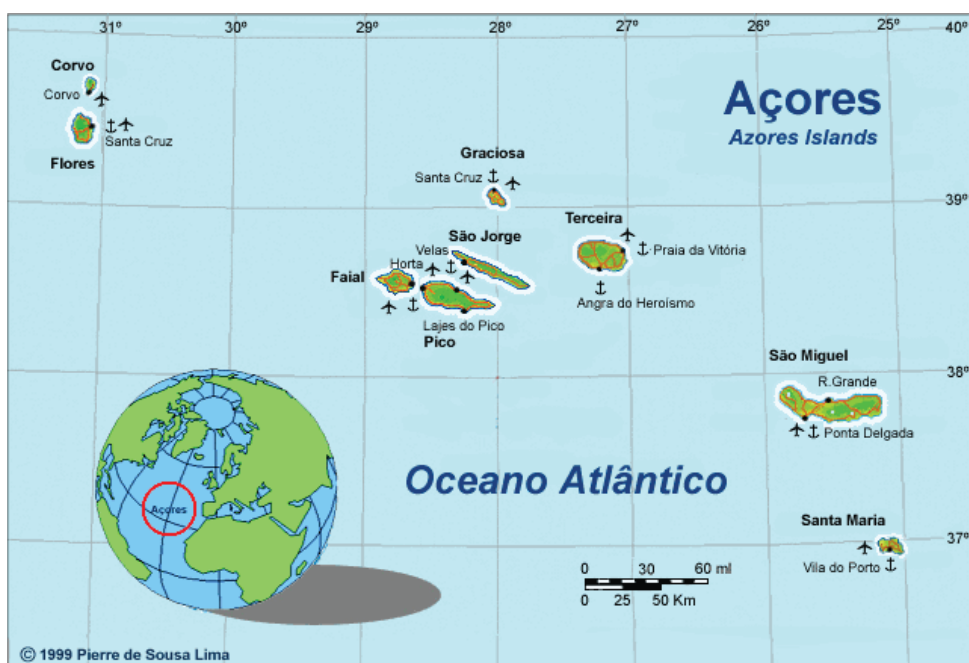 31º 30º 29º 28º 27º 26º 25º 40º
Corvo
Corvo
Santa Cruz
Flores
Açores
Azores Islands
Graciosa
Santa Cruz
39º
Terceira
Praia da Vitória
Angra do Heroísmo
São Jorge
Velas
Horta
Faial
Lajes do Pico
Pico
38º
São Miguel
R.Grande
Ponta Delgada
Oceano Atlântico
Açores
37º
Santa Maria
Vila do Porto
0 30 60 ml
0 25 50 Km
© 1999 Pierre de Sousa Lima